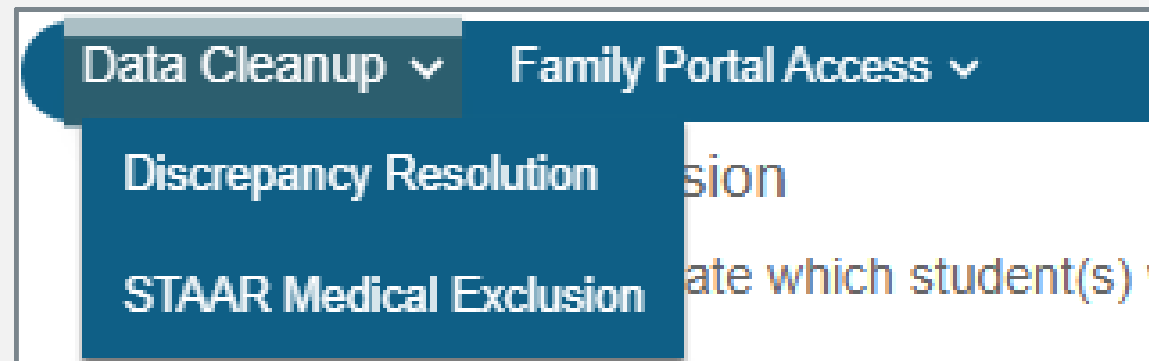 Data Cleanup Family Portal Access
Discrepancy Resolution sion
STAAR Medical Exclusion ate which student(s)